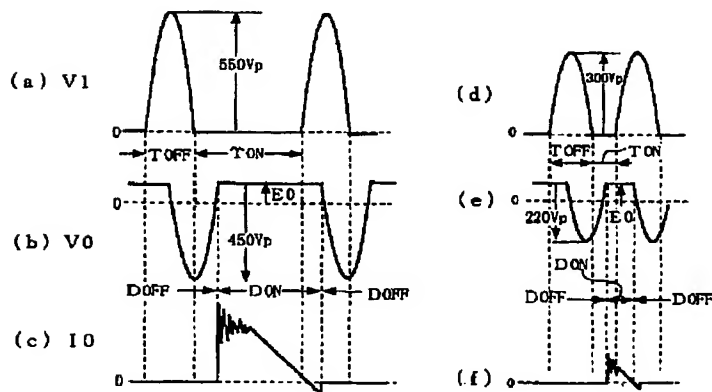 (a) V1
550Vp
0
TOFF TON
(b) V0
0
E0
450Vp
DOFF DON DOFF
(c) I0
0
(d)
300Vp
0
TOFF TON
(e)
0
220Vp
E0
DON
DOFF DOFF
(f)
0